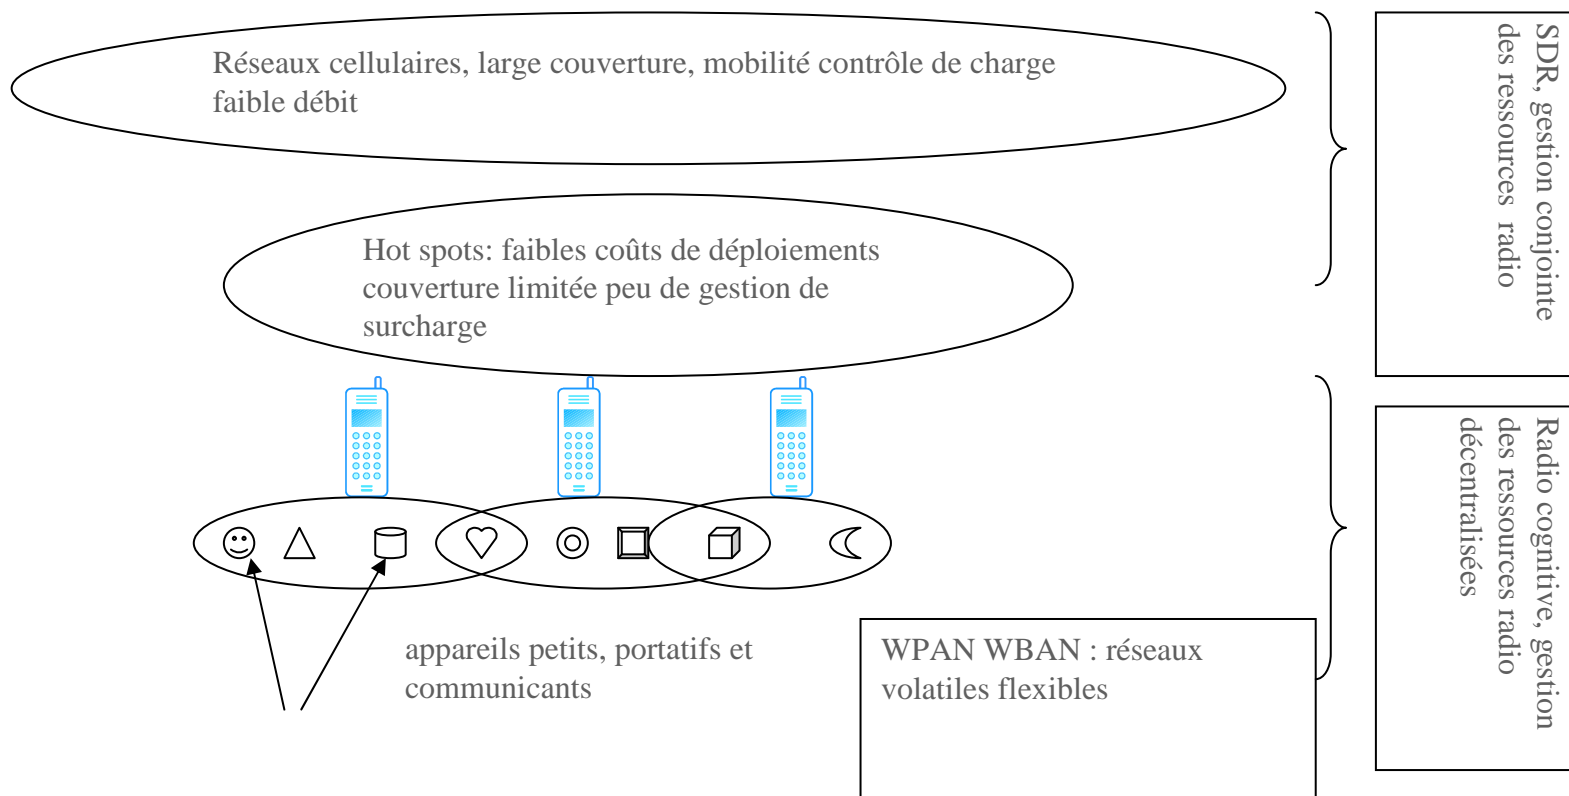 Réseaux cellulaires, large couverture, mobilité contrôle de charge
faible débit
SDR, gestion conjointe
des ressources radio
Hot spots: faibles coûts de déploiements
couverture limitée peu de gestion de
surcharge
Radio cognitive, gestion
des ressources radio
décentralisées
appareils petits, portatifs et
communicants
WPAN WBAN : réseaux
volatiles flexibles